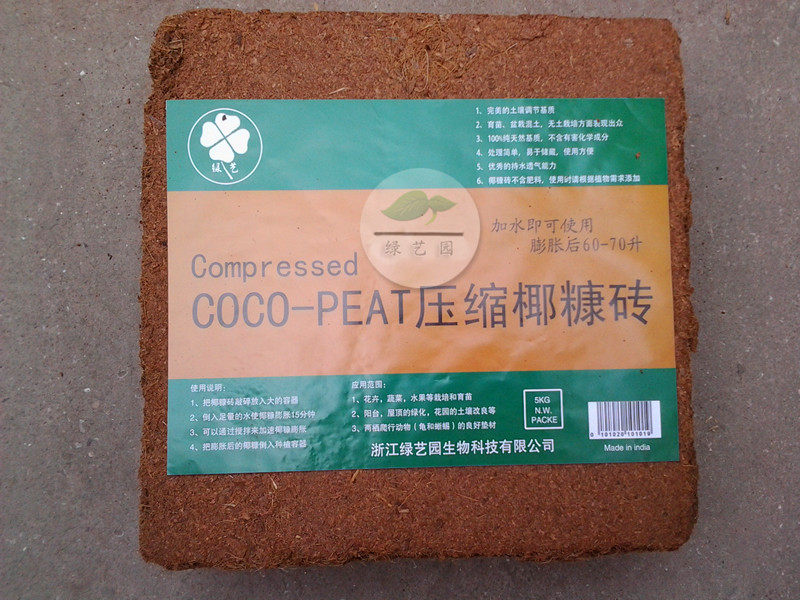 绿艺
1、完美的土壤调节基质
2、育苗、盆栽混土，无土栽培方面表现出众
3、100%纯天然基质，不含有害化学成分
4、处理简单，易于储藏，使用方便
5、优秀的持水透气能力
6、椰糠砖不含肥料，使用时请根据植物需求添加
绿艺园
加水即可使用
膨胀后60-70升
Compressed
COCO-PEAT压缩椰糠砖
使用说明：
1、把椰糠砖敲碎放入大的容器
2、倒入足量的水使椰糠膨胀15分钟
3、可以通过搅拌来加速椰糠膨胀
4、把膨胀后的椰糠倒入种植容器
应用范围：
1、花卉，蔬菜，水果等栽培和育苗
2、阳台，屋顶的绿化，花园的土壤改良等
3、两栖爬行动物（龟和蜥蜴）的良好垫材
浙江绿艺园生物科技有限公司
5KG
N.W.
PACKE
0 101020 101019
Made in india